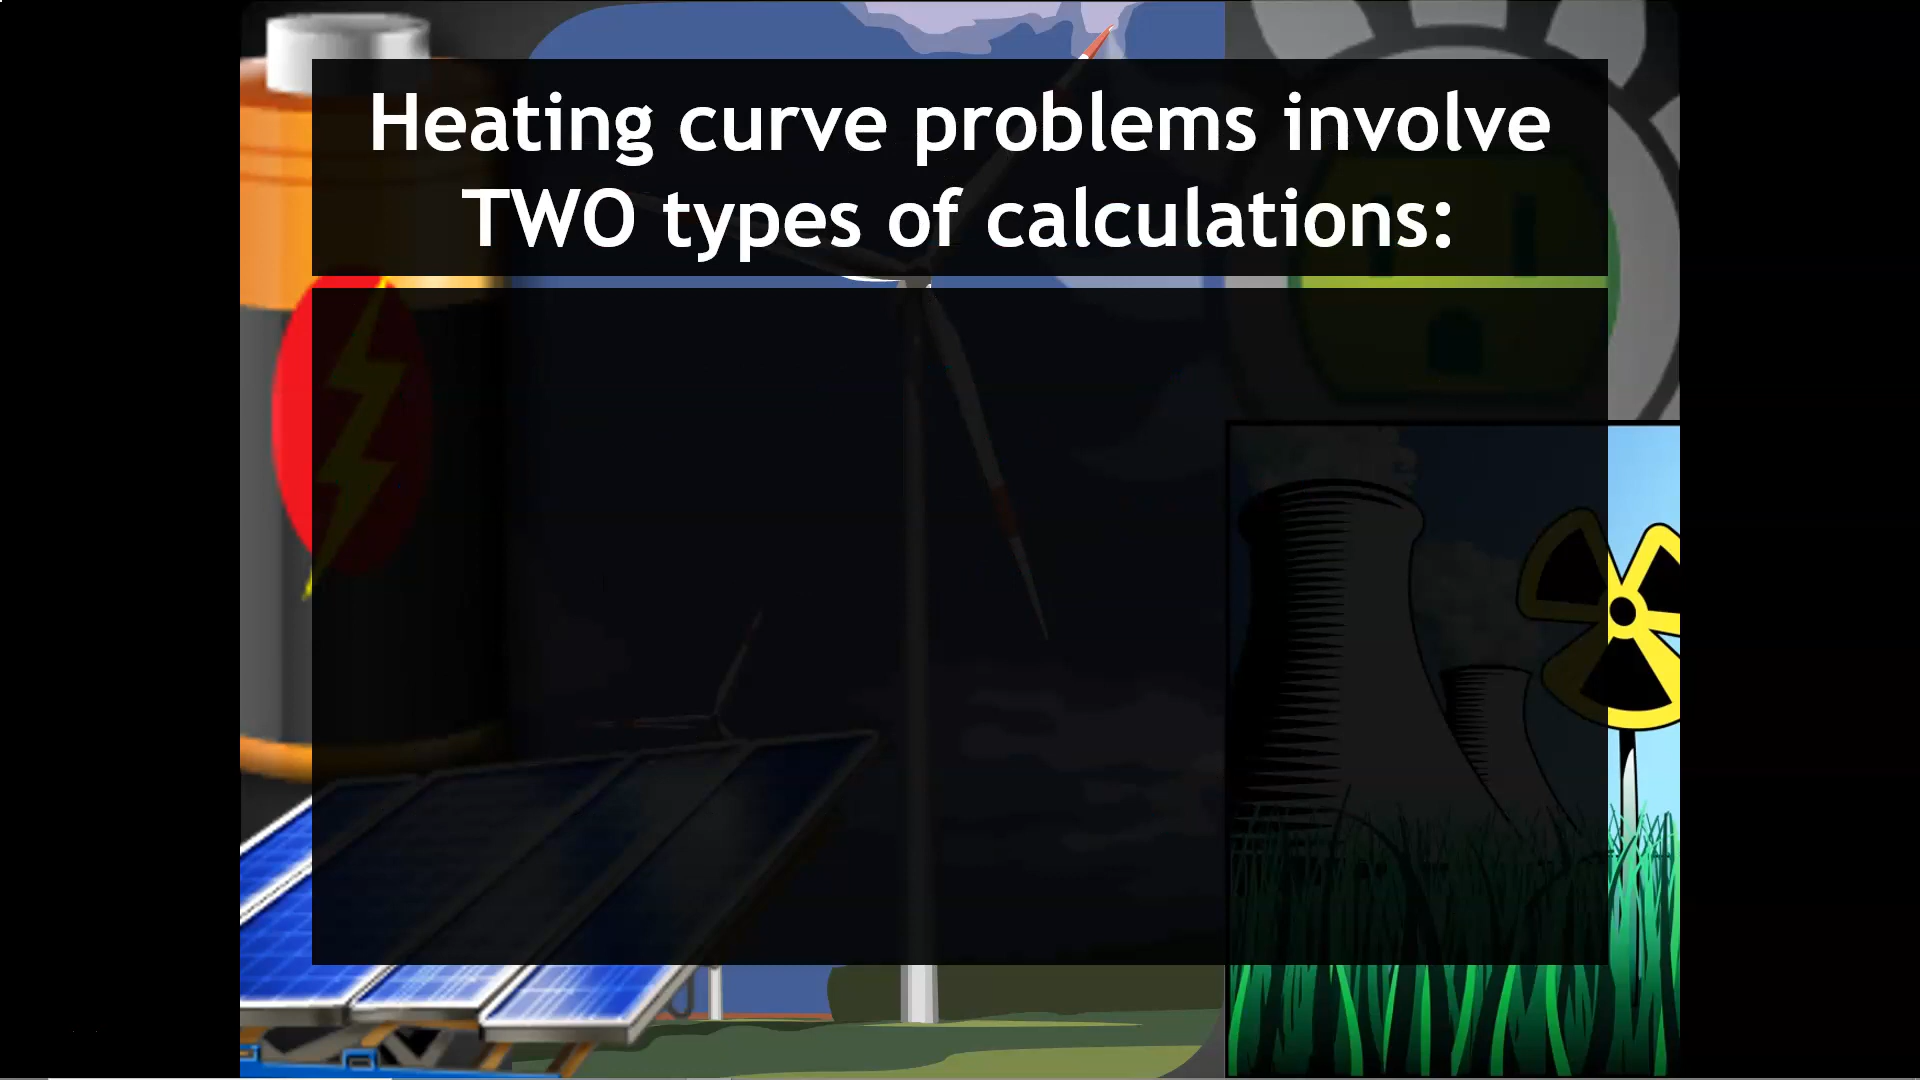 Heating curve problems involve
TWO types of calculations: